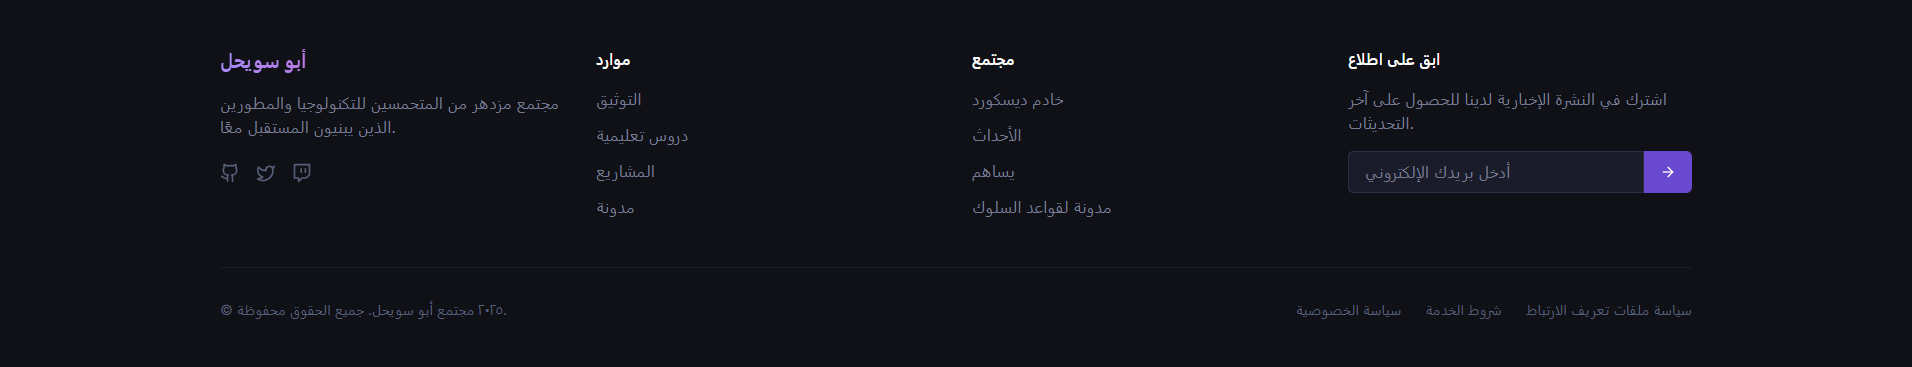 أبو سويحل
مجتمع مزدهر من المتحمسين للتكنولوجيا والمطورين
الذين يبنيون المستقبل معًا.
موارد
التوثيق
دروس تعليمية
المشاريع
مدونة
مجتمع
خادم ديسكورد
الأحداث
يساهم
مدونة لقواعد السلوك
ابق على اطلاع
اشترك في النشرة الإخبارية لدينا للحصول على آخر
التحديثات.
أدخل بريدك الإلكتروني
© ٢٠٢٥ مجتمع أبو سويحل. جميع الحقوق محفوظة.
سياسة الخصوصية
شروط الخدمة
سياسة ملفات تعريف الارتباط